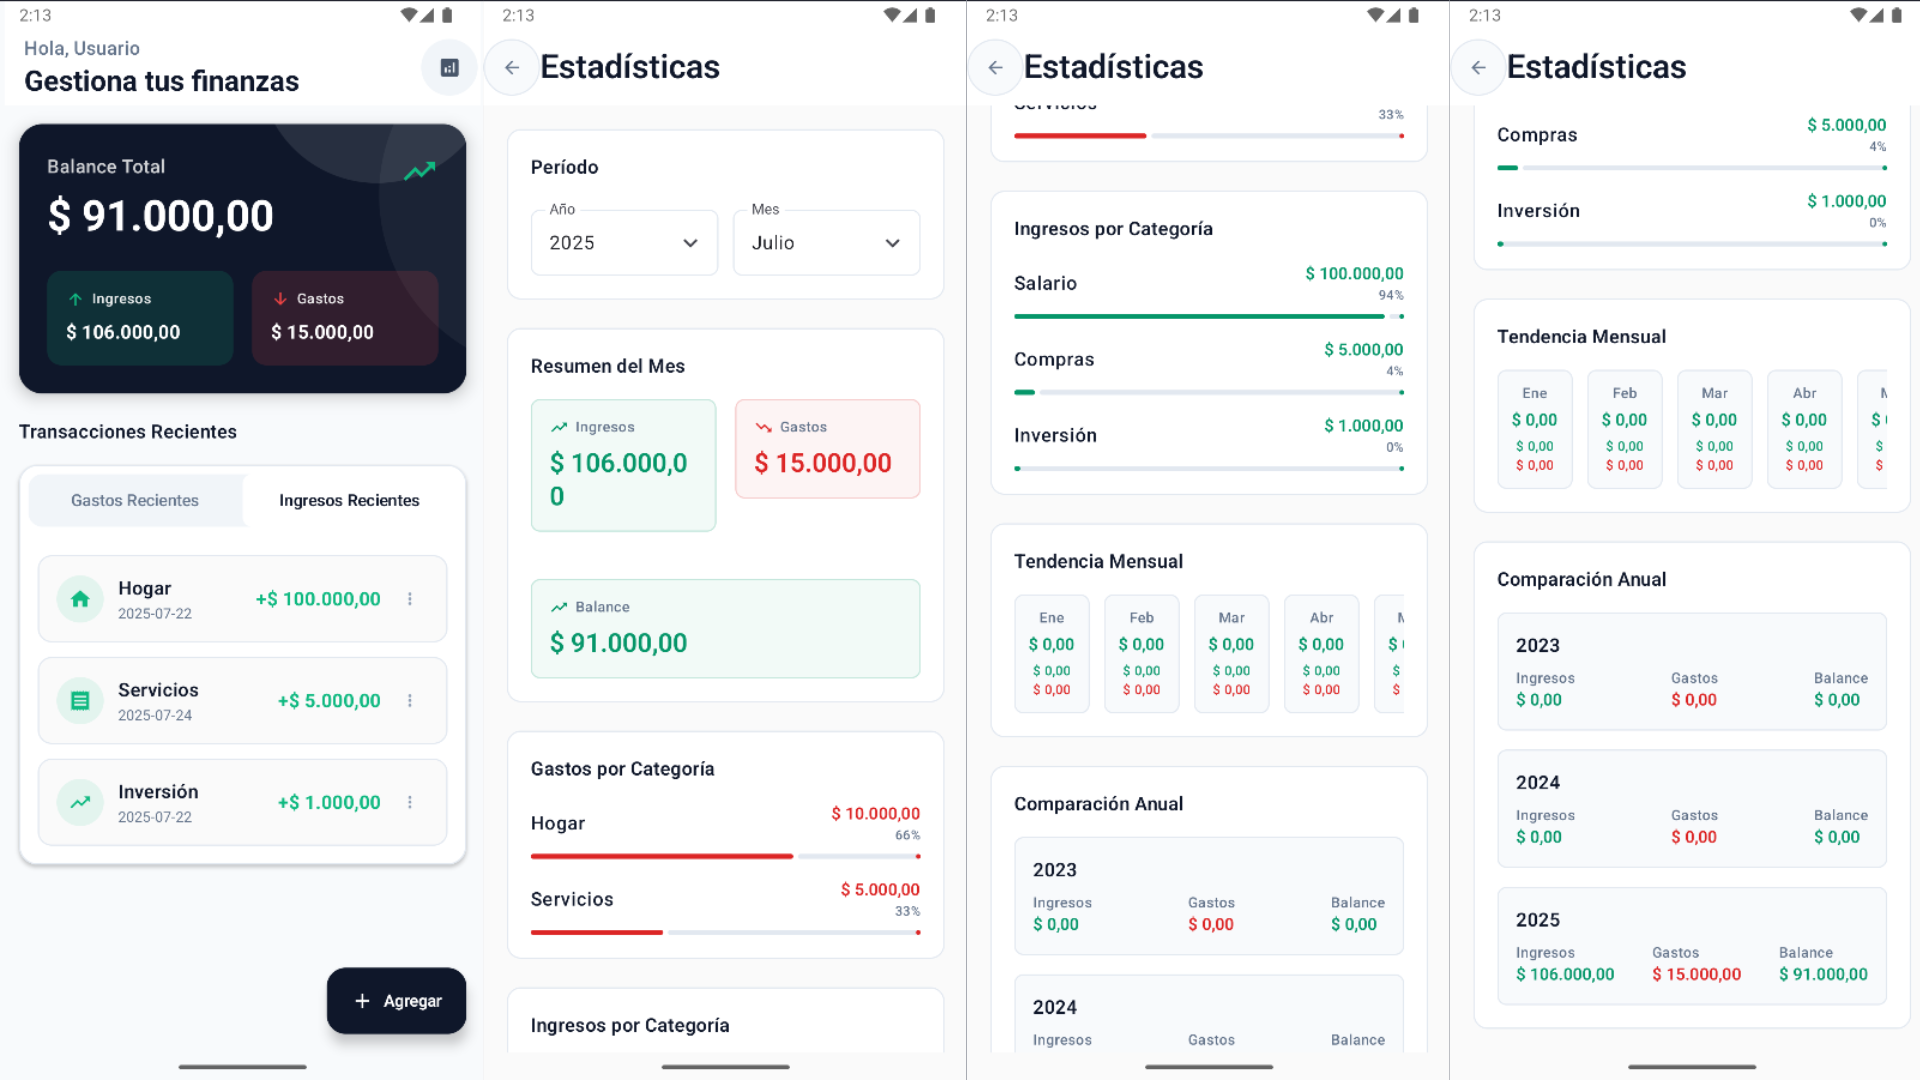 2:13
Hola, Usuario
Gestiona tus finanzas
Balance Total
$ 91.000,00
Ingresos
$ 106.000,00
Gastos
$ 15.000,00
Transacciones Recientes
Gastos Recientes
Ingresos Recientes
Hogar
2025-07-22
+$ 100.000,00
Servicios
2025-07-24
+$ 5.000,00
Inversión
2025-07-22
+$ 1.000,00
+ Agregar
2:13
Estadísticas
Período
Año
2025
Mes
Julio
Resumen del Mes
Ingresos
$ 106.000,0
0
Gastos
$ 15.000,00
Balance
$ 91.000,00
Gastos por Categoría
Hogar
$ 10.000,00
66%
Servicios
$ 5.000,00
33%
Ingresos por Categoría
2:13
Estadísticas
Servicios
33%
Ingresos por Categoría
Salario
$ 100.000,00
94%
Compras
$ 5.000,00
4%
Inversión
$ 1.000,00
0%
Tendencia Mensual
Ene
$ 0,00
$ 0,00
$ 0,00
Feb
$ 0,00
$ 0,00
$ 0,00
Mar
$ 0,00
$ 0,00
$ 0,00
Abr
$ 0,00
$ 0,00
$ 0,00
$
$
$
Comparación Anual
2023
Ingresos Gastos Balance
$ 0,00 $ 0,00 $ 0,00
2024
Ingresos Gastos Balance
2:13
Estadísticas
Compras
$ 5.000,00
4%
Inversión
$ 1.000,00
0%
Tendencia Mensual
Ene
$ 0,00
$ 0,00
$ 0,00
Feb
$ 0,00
$ 0,00
$ 0,00
Mar
$ 0,00
$ 0,00
$ 0,00
Abr
$ 0,00
$ 0,00
$ 0,00
$
$
$
Comparación Anual
2023
Ingresos Gastos Balance
$ 0,00 $ 0,00 $ 0,00
2024
Ingresos Gastos Balance
$ 0,00 $ 0,00 $ 0,00
2025
Ingresos Gastos Balance
$ 106.000,00 $ 15.000,00 $ 91.000,00